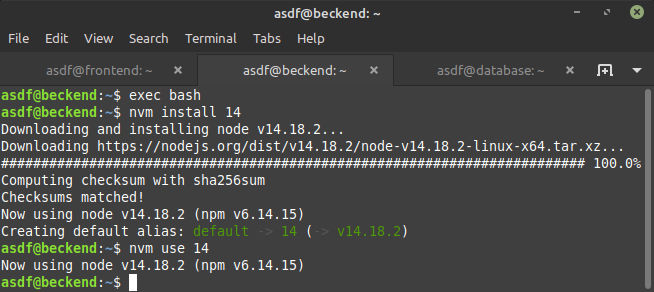 asdf@beckend: ~
File Edit View Search Terminal Tabs Help
asdf@frontend: ~ × asdf@beckend: ~ × asdf@database: ~ ×
asdf@beckend:~$ exec bash
asdf@beckend:~$ nvm install 14
Downloading and installing node v14.18.2...
Downloading https://nodejs.org/dist/v14.18.2/node-v14.18.2-linux-x64.tar.xz...
######################################################################### 100.0%
Computing checksum with sha256sum
Checksums matched!
Now using node v14.18.2 (npm v6.14.15)
Creating default alias: default -> 14 (-> v14.18.2)
asdf@beckend:~$ nvm use 14
Now using node v14.18.2 (npm v6.14.15)
asdf@beckend:~$